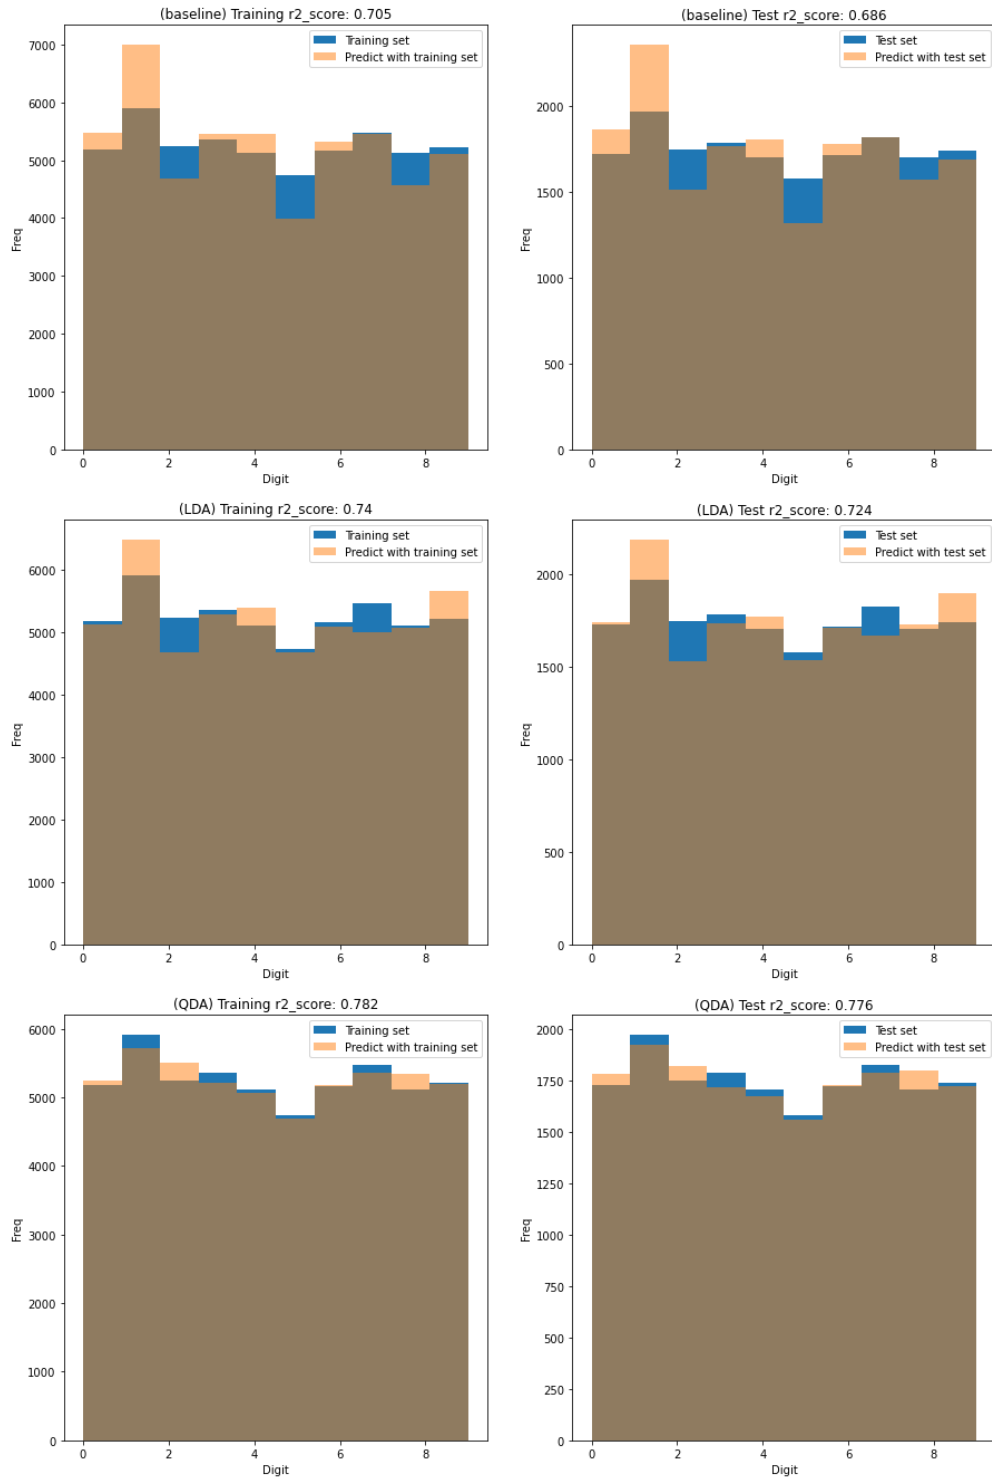 (baseline) Training r2_score: 0.705
Training set
Predict with training set
7000
6000
5000
4000
3000
2000
1000
0
Freq
0 2 4 6 8
Digit
(baseline) Test r2_score: 0.686
Test set
Predict with test set
2000
1500
1000
500
0
Freq
0 2 4 6 8
Digit
(LDA) Training r2_score: 0.74
Training set
Predict with training set
6000
5000
4000
3000
2000
1000
0
Freq
0 2 4 6 8
Digit
(LDA) Test r2_score: 0.724
Test set
Predict with test set
2000
1500
1000
500
0
Freq
0 2 4 6 8
Digit
(QDA) Training r2_score: 0.782
Training set
Predict with training set
6000
5000
4000
3000
2000
1000
0
Freq
0 2 4 6 8
Digit
(QDA) Test r2_score: 0.776
Test set
Predict with test set
2000
1750
1500
1250
1000
750
500
250
0
Freq
0 2 4 6 8
Digit